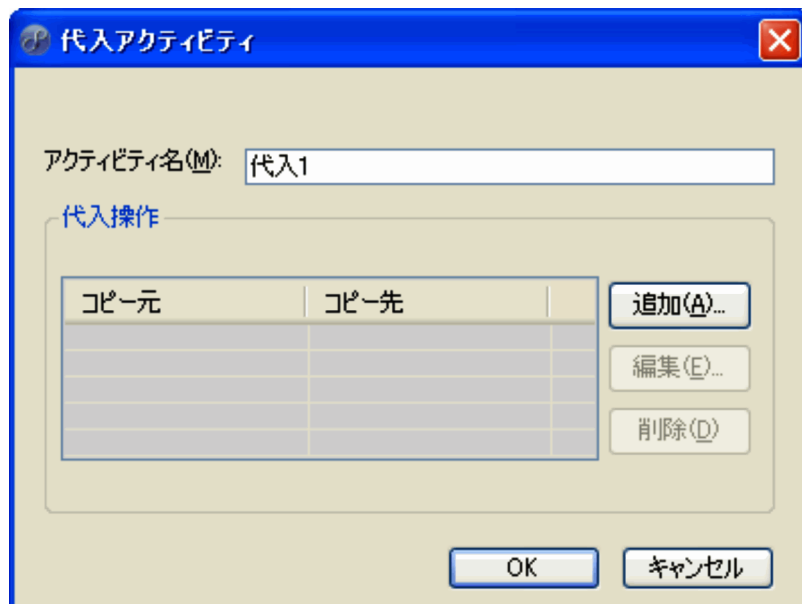 代入アクティビティ
アクティビティ名(M): 代入1
代入操作
コピー元 コピー先 追加(A)...
編集(E)...
削除(D)
OK キャンセル